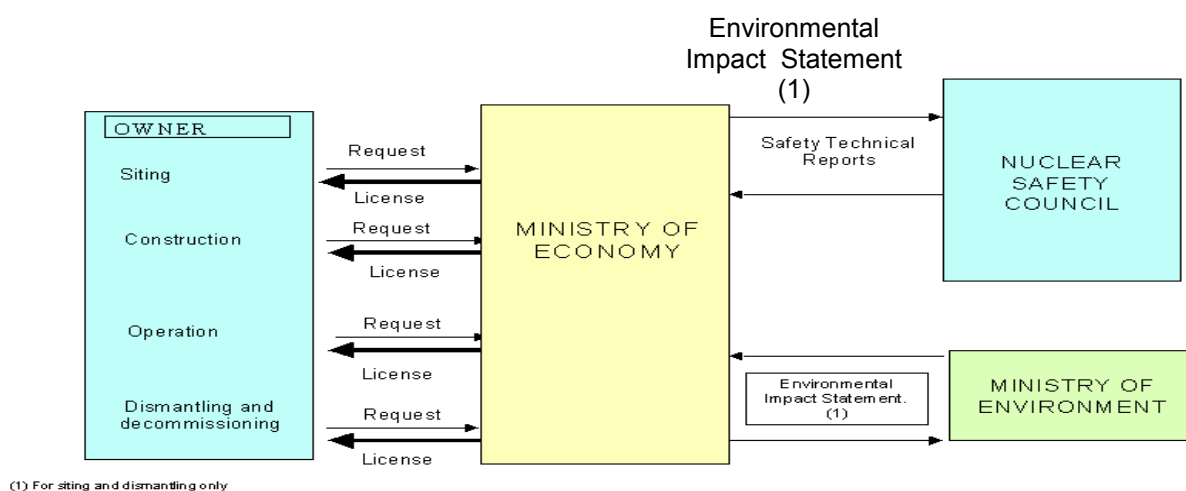 Environmental
Impact Statement
(1)
OWNER
Siting
Construction
Operation
Dismantling and
decommissioning
Request
License
Request
License
Request
License
Request
License
MINISTRY OF
ECONOMY
Safety Technical
Reports
NUCLEAR
SAFETY
COUNCIL
Environmental
Impact Statement.
(1)
MINISTRY OF
ENVIRONMENT
(1) For siting and dismantling only